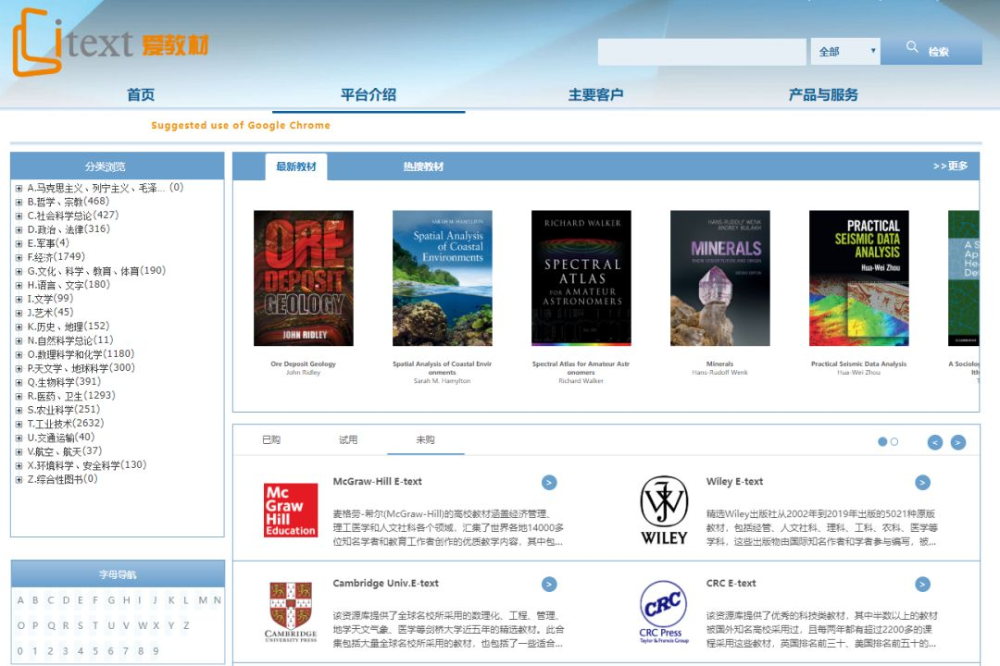 itext 爱教材
全部
检索
首页
平台介绍
主要客户
产品与服务
Suggested use of Google Chrome
分类浏览
A.马克思主义、列宁主义、毛泽... (0)
B.哲学、宗教(468)
C.社会科学总论(427)
D.政治、法律(316)
E.军事(4)
F.经济(1749)
G.文化、科学、教育、体育(190)
H.语言、文字(180)
I.文学(99)
J.艺术(45)
K.历史、地理(152)
N.自然科学总论(11)
O.数理科学和化学(1180)
P.天文学、地球科学(300)
Q.生物科学(391)
R.医药、卫生(1293)
S.农业科学(251)
T.工业技术(2632)
U.交通运输(40)
V.航空、航天(37)
X.环境科学、安全科学(130)
Z.综合性图书(0)
字母导航
A B C D E F G H I J K L M N
O P Q R S T U V W X Y Z
0 1 2 3 4 5 6 7 8 9
最新教材
热搜教材
>>更多
ORE
DEPOSIT
GEOLOGY
JOHN RIDLEY
Ore Deposit Geology
John Ridley
SARAH M. HAMYLTON
Spatial Analysis
of Coastal
Environments
Spatial Analysis of Coastal Envir
onments
Sarah M. Hamylton
RICHARD WALKER
SPECTRAL
ATLAS
FOR AMATEUR
ASTRONOMERS
Spectral Atlas for Amateur Astr
onomers
Richard Walker
HANS-RUDOLF WENK
ANDREY BULAKH
MINERALS
THEIR CONSTITUTION AND ORIGIN
SECOND EDITION
Minerals
Hans-Rudolf Wenk
PRACTICAL
SEISMIC DATA
ANALYSIS
Hua-Wei Zhou
Practical Seismic Data Analysis
Hua-Wei Zhou
A S
Ap
He
De
A Sociolog
Ith
已购
试用
未购
<
>
Mc
Graw
Hill
Education
McGraw-Hill E-text
>
麦格劳-希尔(McGraw-Hill)的高校教材涵盖经济管理、
理工医学和人文社科各个领域，汇集了世界各地14000多
位知名学者和教育工作者创作的优质教学内容，其中包...
WILEY
Wiley E-text
>
精选Wiley出版社从2002年到2019年出版的5021种原版
教材，包括经管、人文社科、理科、工科、农科、医学等
学科，这些出版物由国际知名作者和学者参与编写，被...
CAMBRIDGE
UNIVERSITY PRESS
Cambridge Univ.E-text
>
该资源库提供了全球名校所采用的数理化、工程、管理、
地学天文气象、医学等剑桥大学近五年的精选教材。此合
集包括大量全球名校所采用的教材，也包括了一些适合...
CRC
CRC Press
Taylor & Francis Group
CRC E-text
>
该资源库提供了优秀的科技类教材，其中半数以上的教材
被国外知名高校采用过，且每两年都有超过2200多的课
程采用这些教材，英国排名前三十、美国排名前五十的...